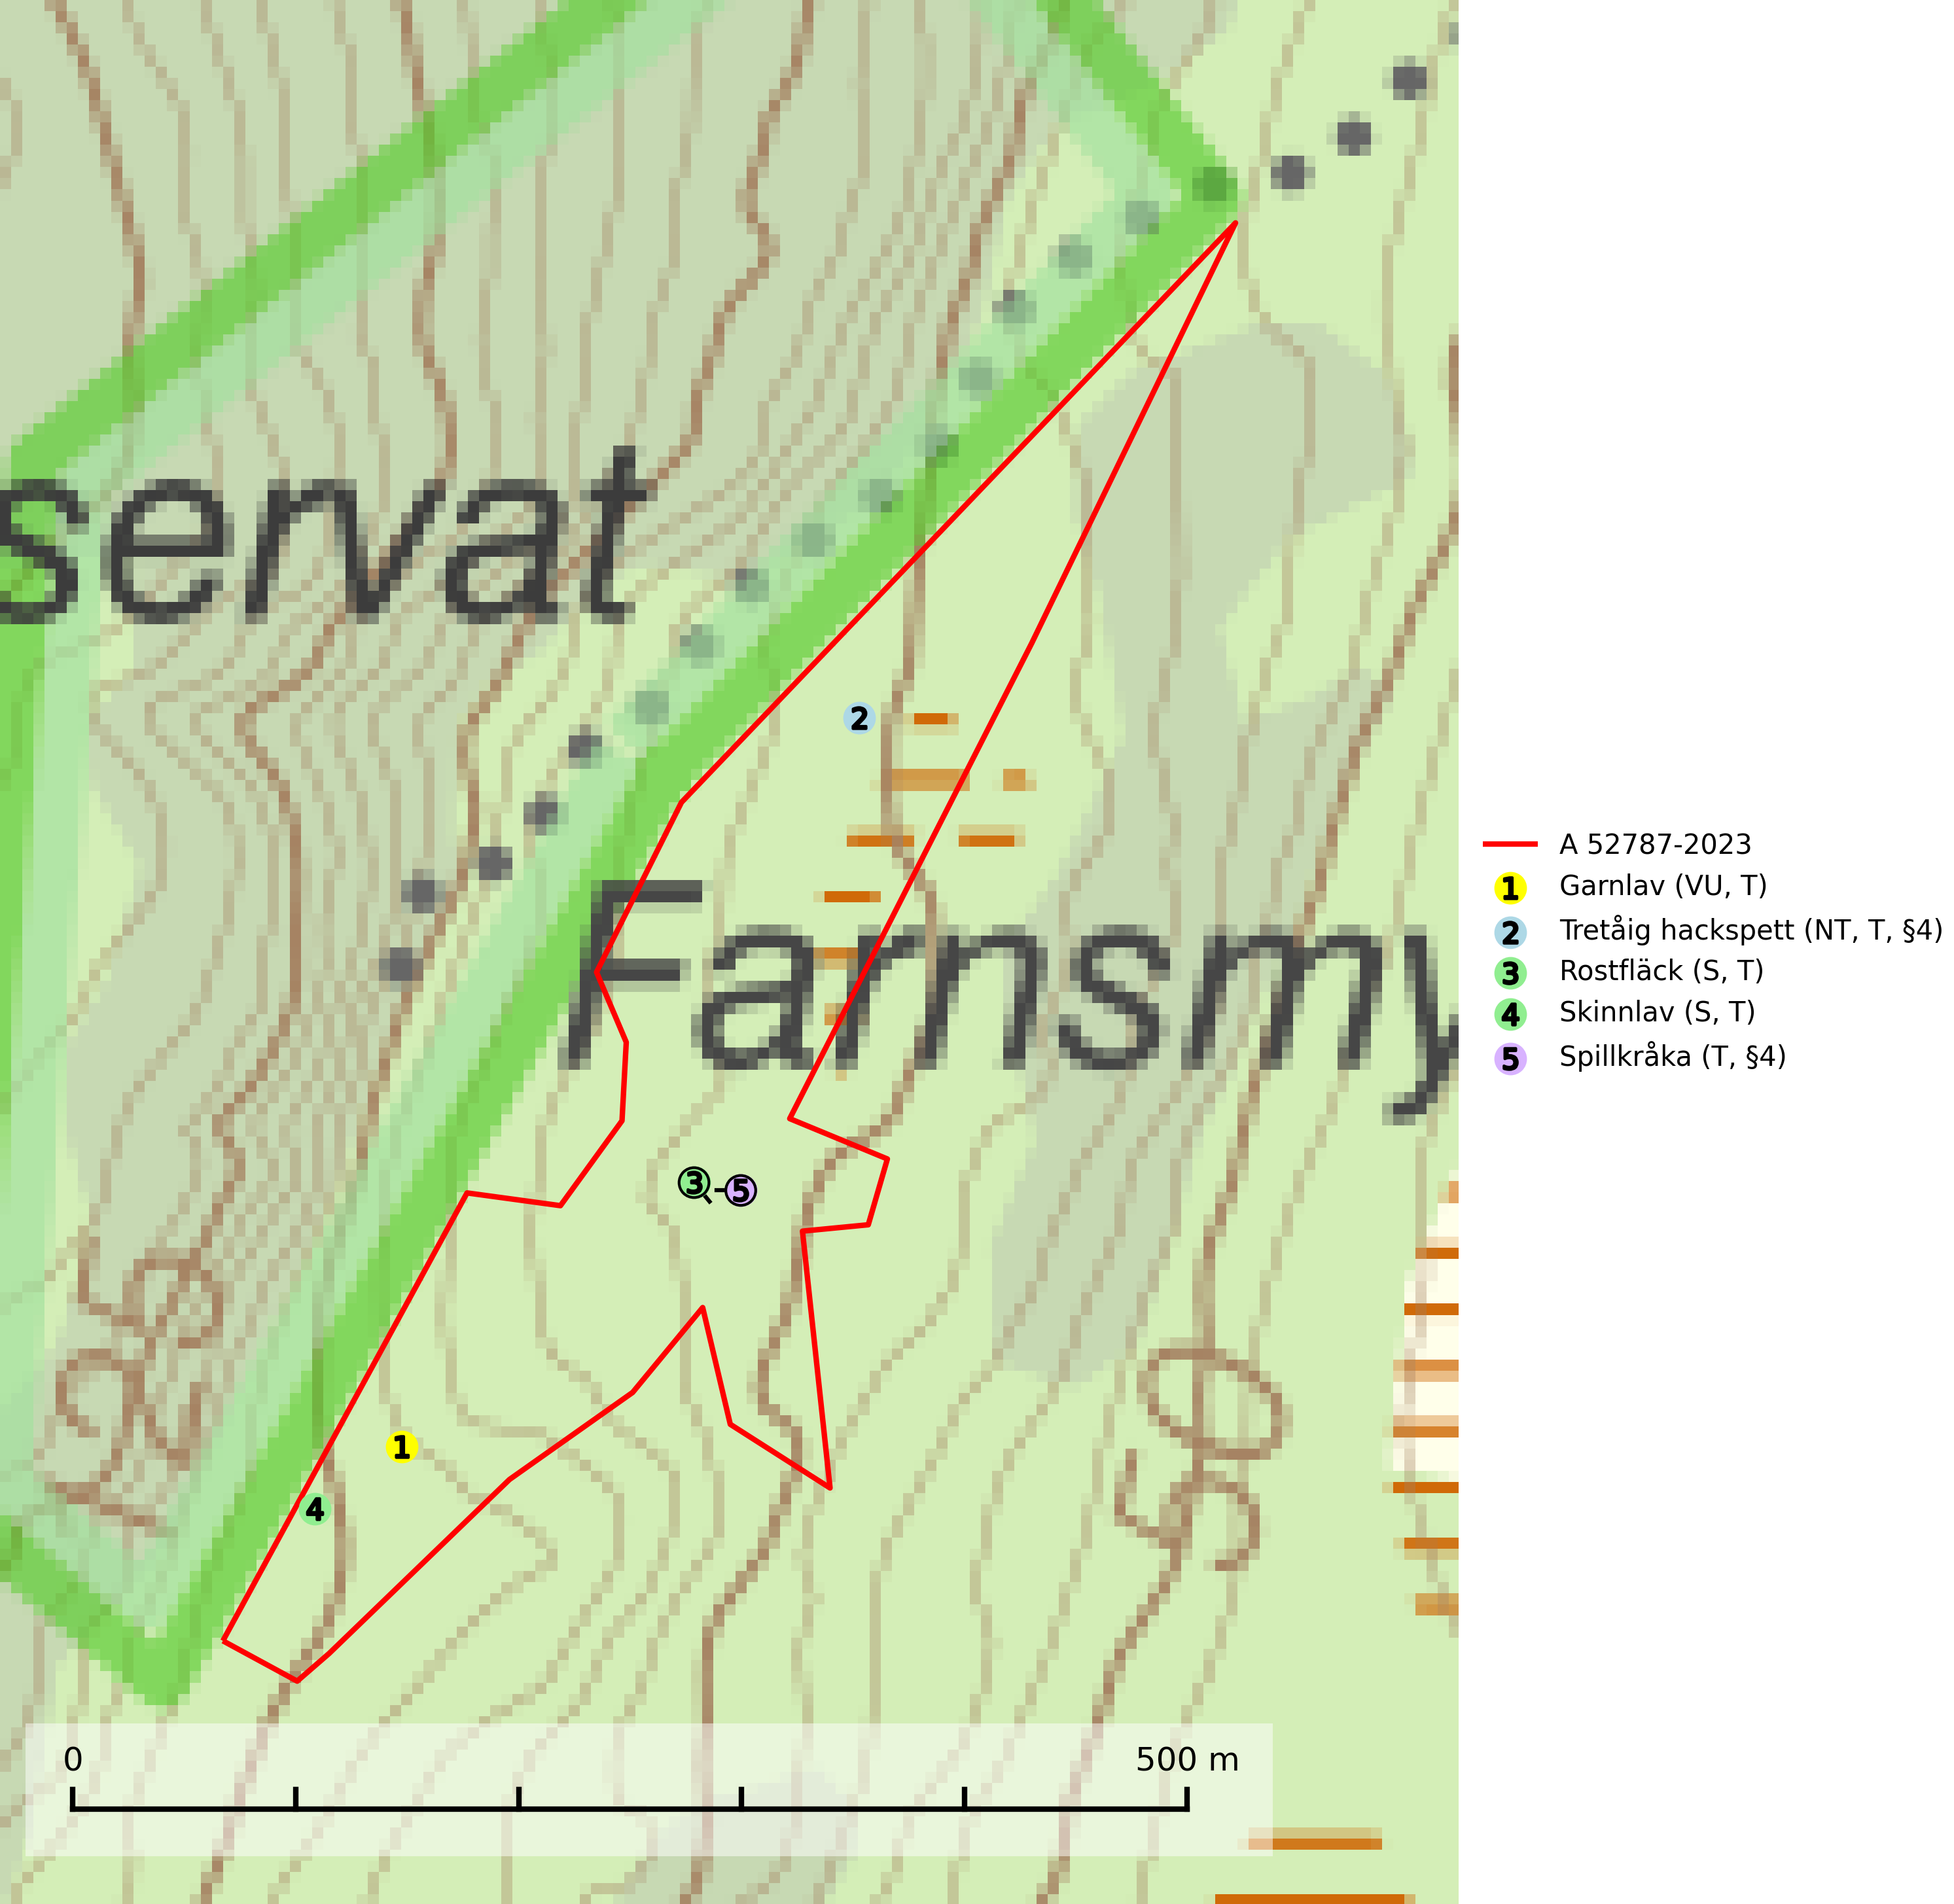 servat
Farnsmy
A 52787-2023
1 Garnlav (VU, T)
2 Tretåig hackspett (NT, T, §4)
3 Rostfläck (S, T)
4 Skinnlav (S, T)
5 Spillkråka (T, §4)
2
3 5
1
4
0 500 m